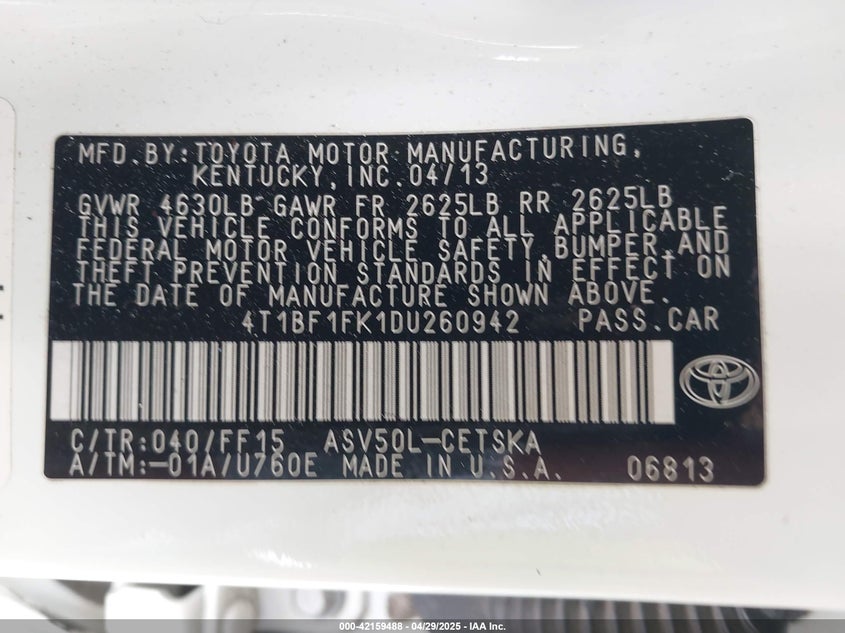 MFD. BY: TOYOTA MOTOR MANUFACTURING,
KENTUCKY, INC. 04/13
GVWR 4630LB GAWR FR 2625LB RR 2625LB
THIS VEHICLE CONFORMS TO ALL APPLICABLE
FEDERAL MOTOR VEHICLE SAFETY, BUMPER, AND
THEFT PREVENTION STANDARDS IN EFFECT ON
THE DATE OF MANUFACTURE SHOWN ABOVE.
4T1BF1FK1DU260942 PASS. CAR
C/TR: 040/FF15 ASV50L-CETSKA
A/TM: -01A/U760E MADE IN U.S.A. 06813
000-42159488 - 04/29/2025 - IAA Inc.